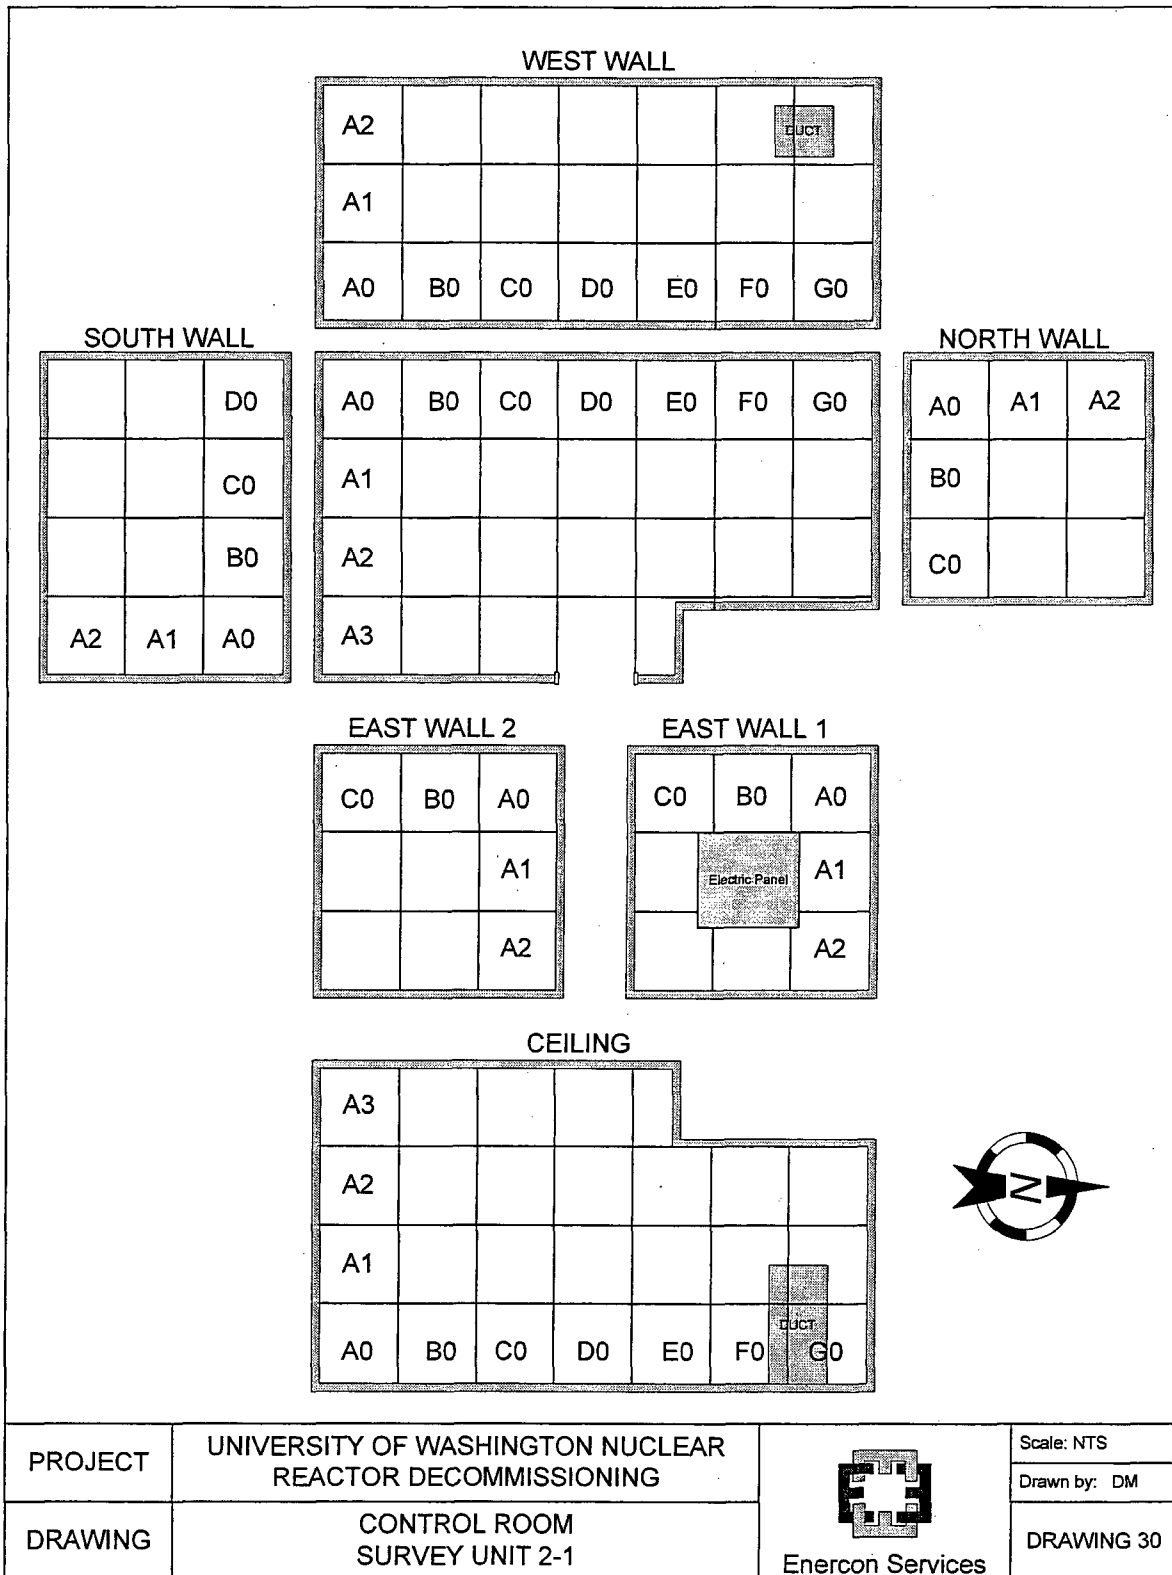 WEST WALL
A2
DUCT
A1
A0 B0 C0 D0 E0 F0 G0
SOUTH WALL
D0
C0
B0
A2 A1 A0
A0 B0 C0 D0 E0 F0 G0
A1
A2
A3
NORTH WALL
A0 A1 A2
B0
C0
EAST WALL 2
C0 B0 A0
A1
A2
EAST WALL 1
C0 B0 A0
Electric Panel A1
A2
CEILING
A3
A2
A1
DUCT
A0 B0 C0 D0 E0 F0 G0
N
PROJECT
UNIVERSITY OF WASHINGTON NUCLEAR
REACTOR DECOMMISSIONING
DRAWING
CONTROL ROOM
SURVEY UNIT 2-1
Enercon Services
Scale: NTS
Drawn by: DM
DRAWING 30